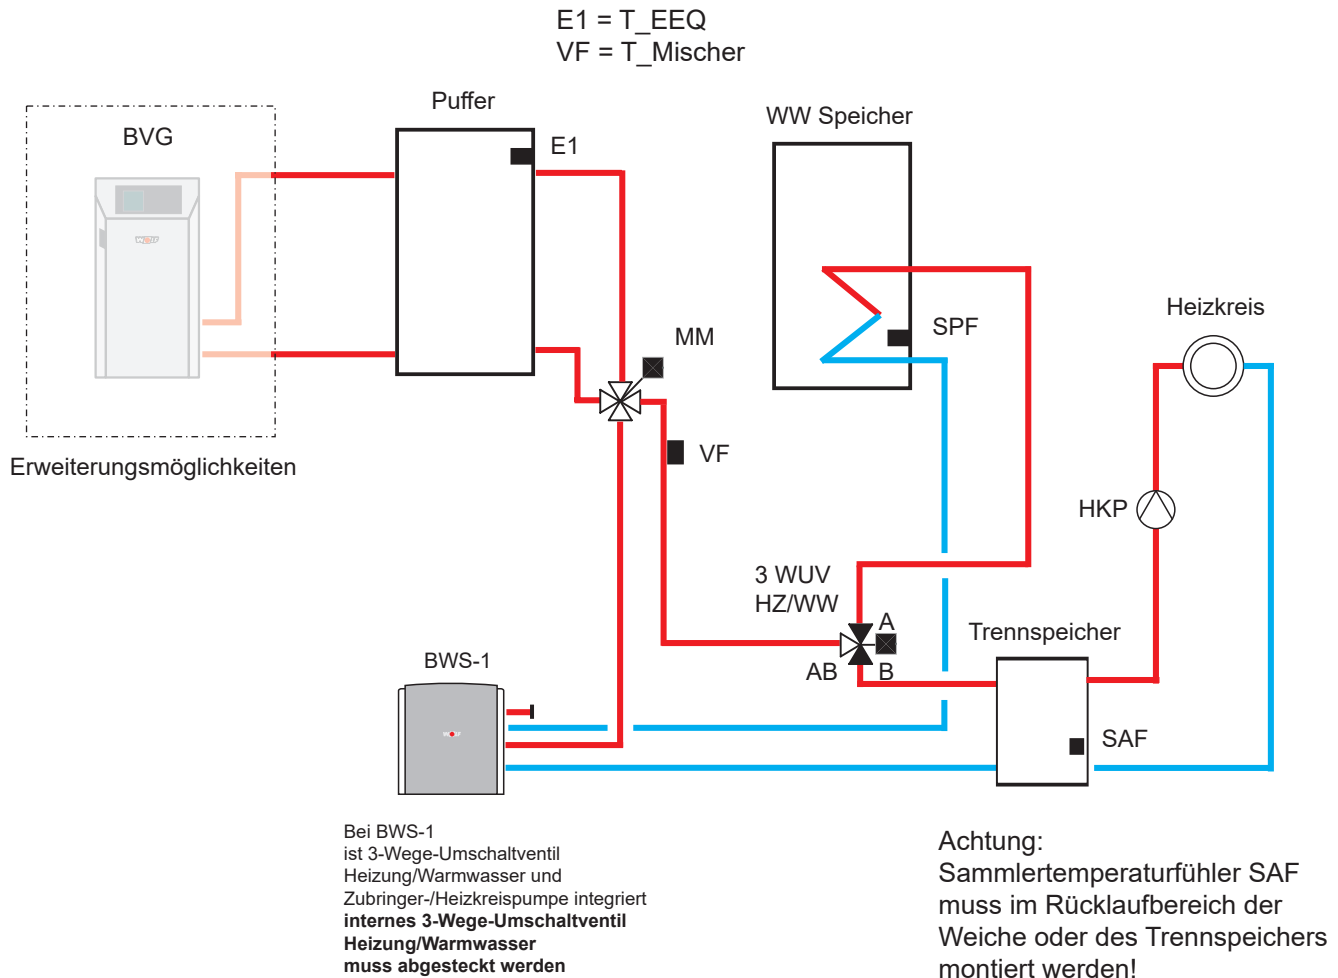 E1 = T_EEQ
VF = T_Mischer
Puffer
WW Speicher
BVG
E1
MM
SPF
Heizkreis
VF
Erweiterungsmöglichkeiten
HKP
3 WUV
HZ/WW
A
Trennspeicher
AB
B
BWS-1
SAF
Bei BWS-1
ist 3-Wege-Umschaltventil
Heizung/Warmwasser und
Zubringer-/Heizkreispumpe integriert
internes 3-Wege-Umschaltventil
Heizung/Warmwasser
muss abgesteckt werden
Achtung:
Sammlertemperaturfühler SAF
muss im Rücklaufbereich der
Weiche oder des Trennspeichers
montiert werden!